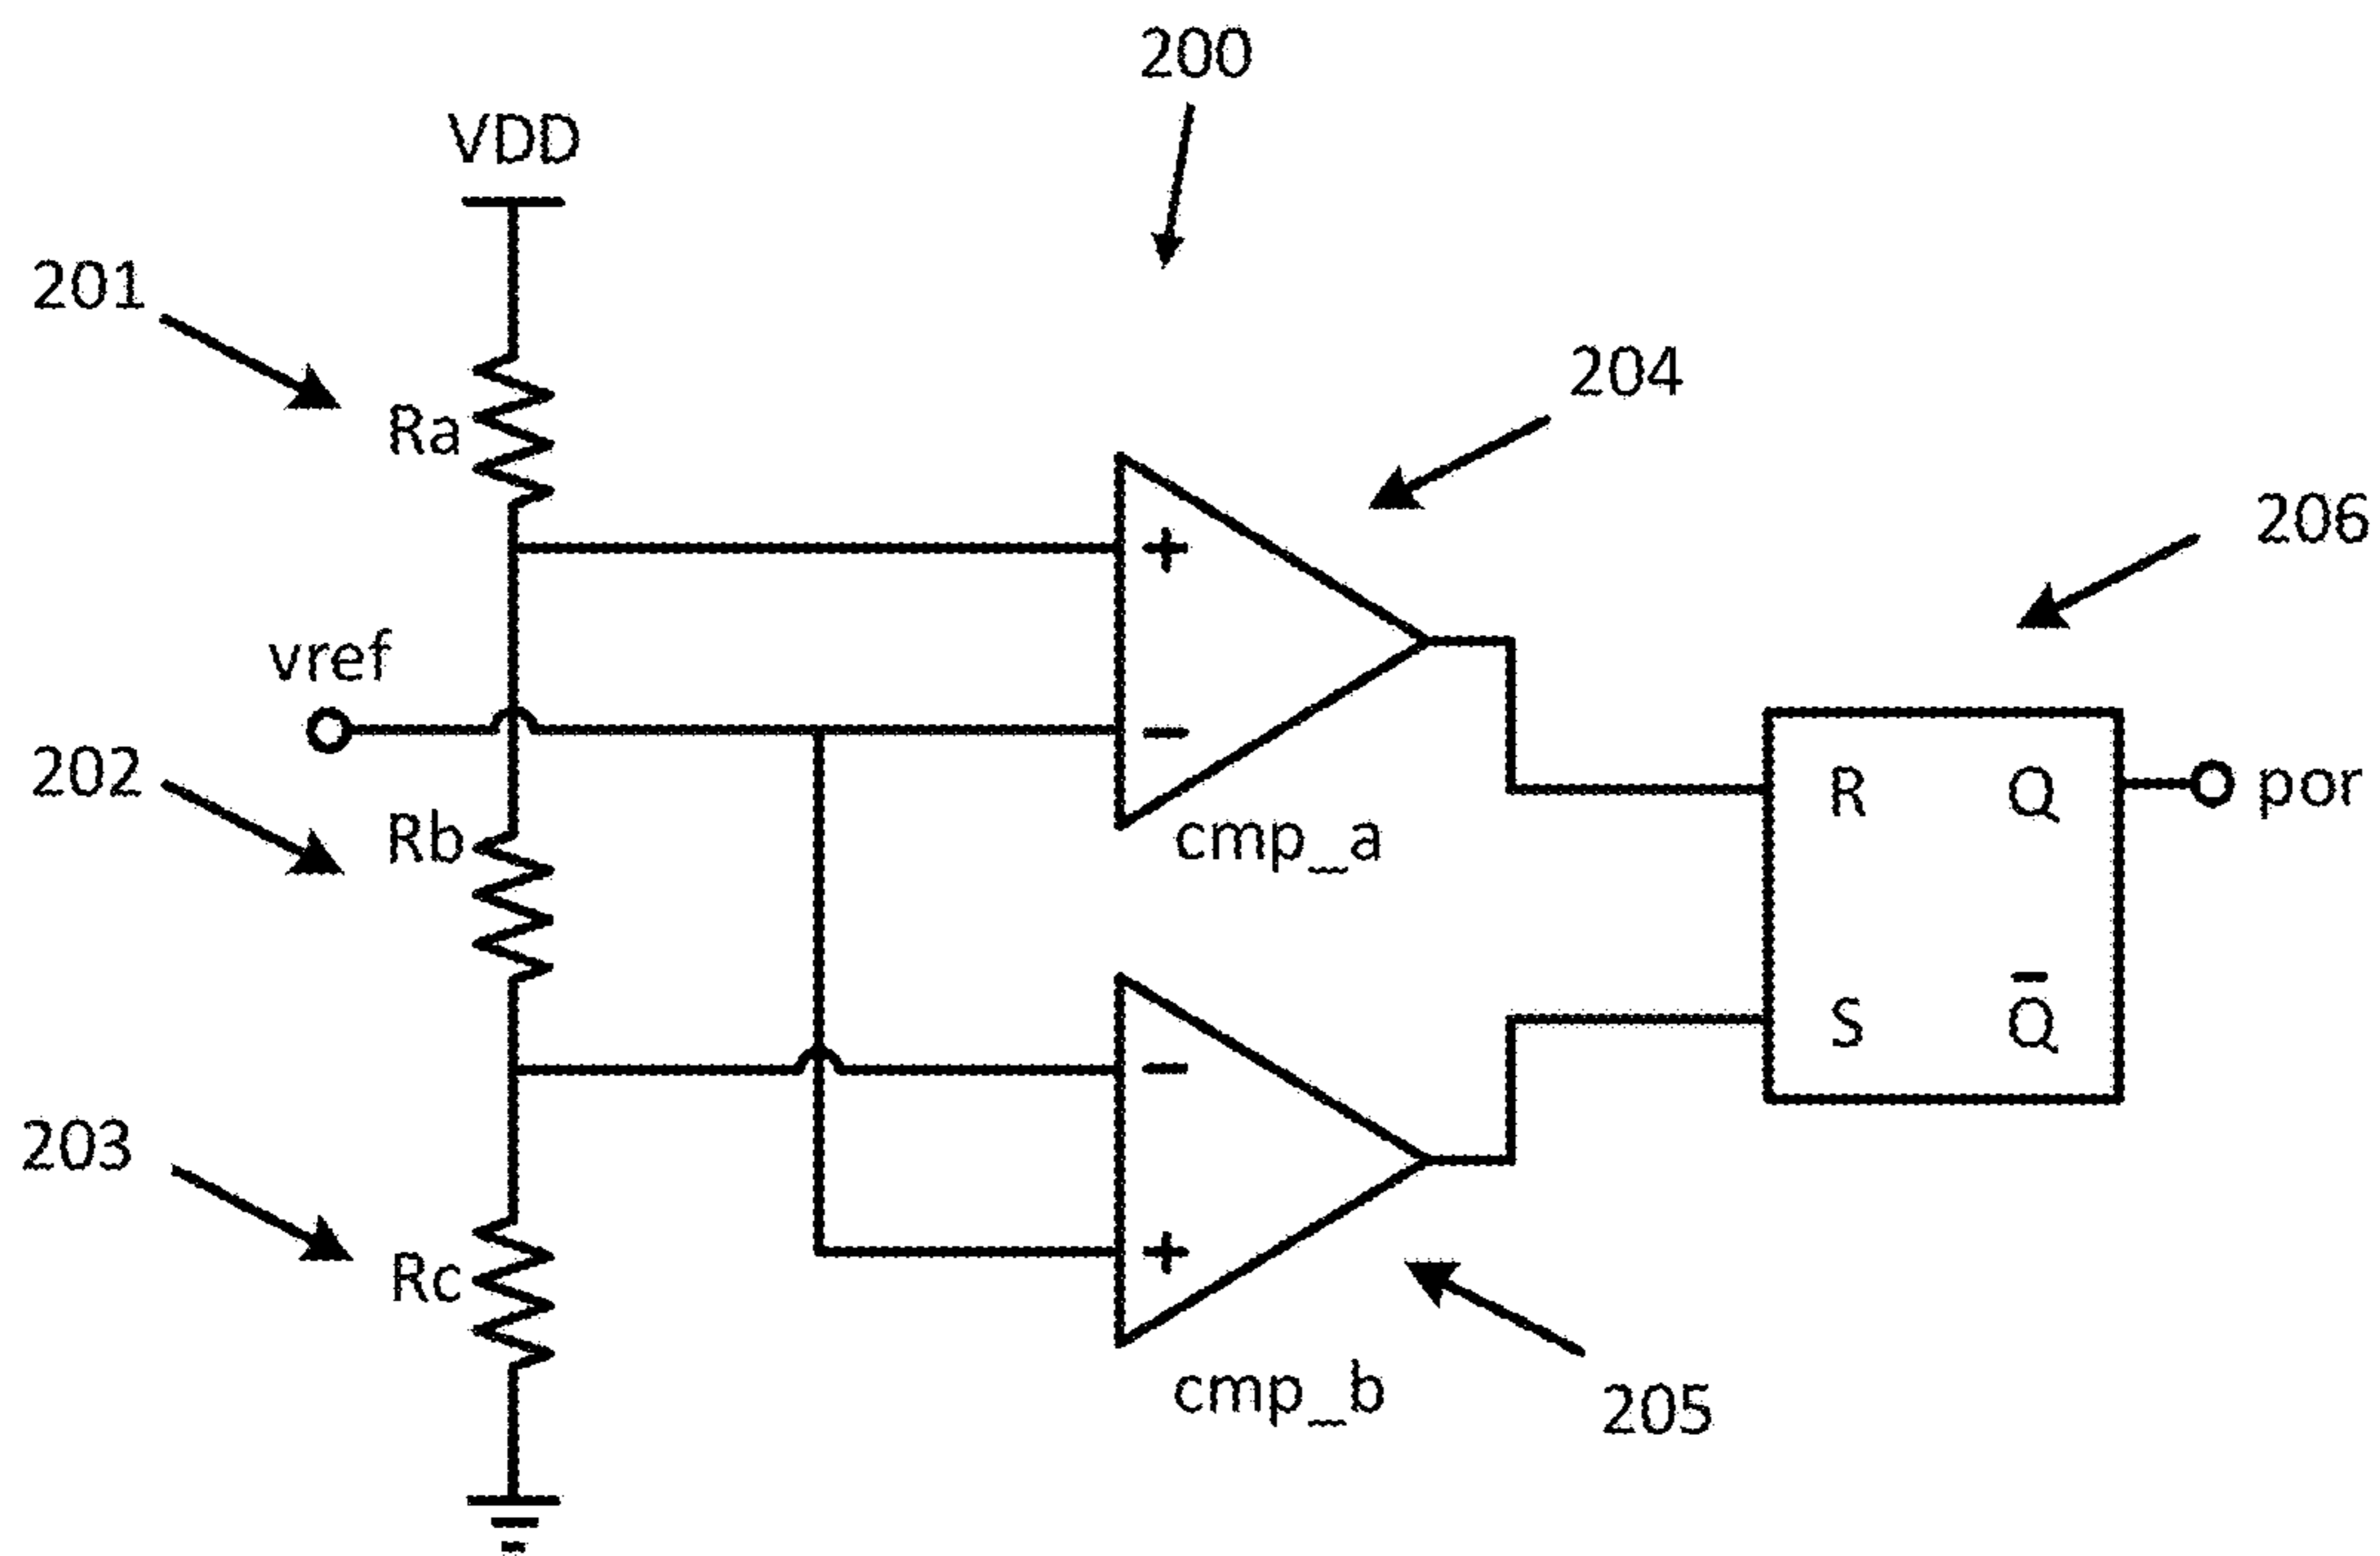 200
VDD
201
Ra
204
206
vref
202
Rb
+
−
cmp_a
R Q
por
S Q̅
203
Rc
−
+
cmp_b
205